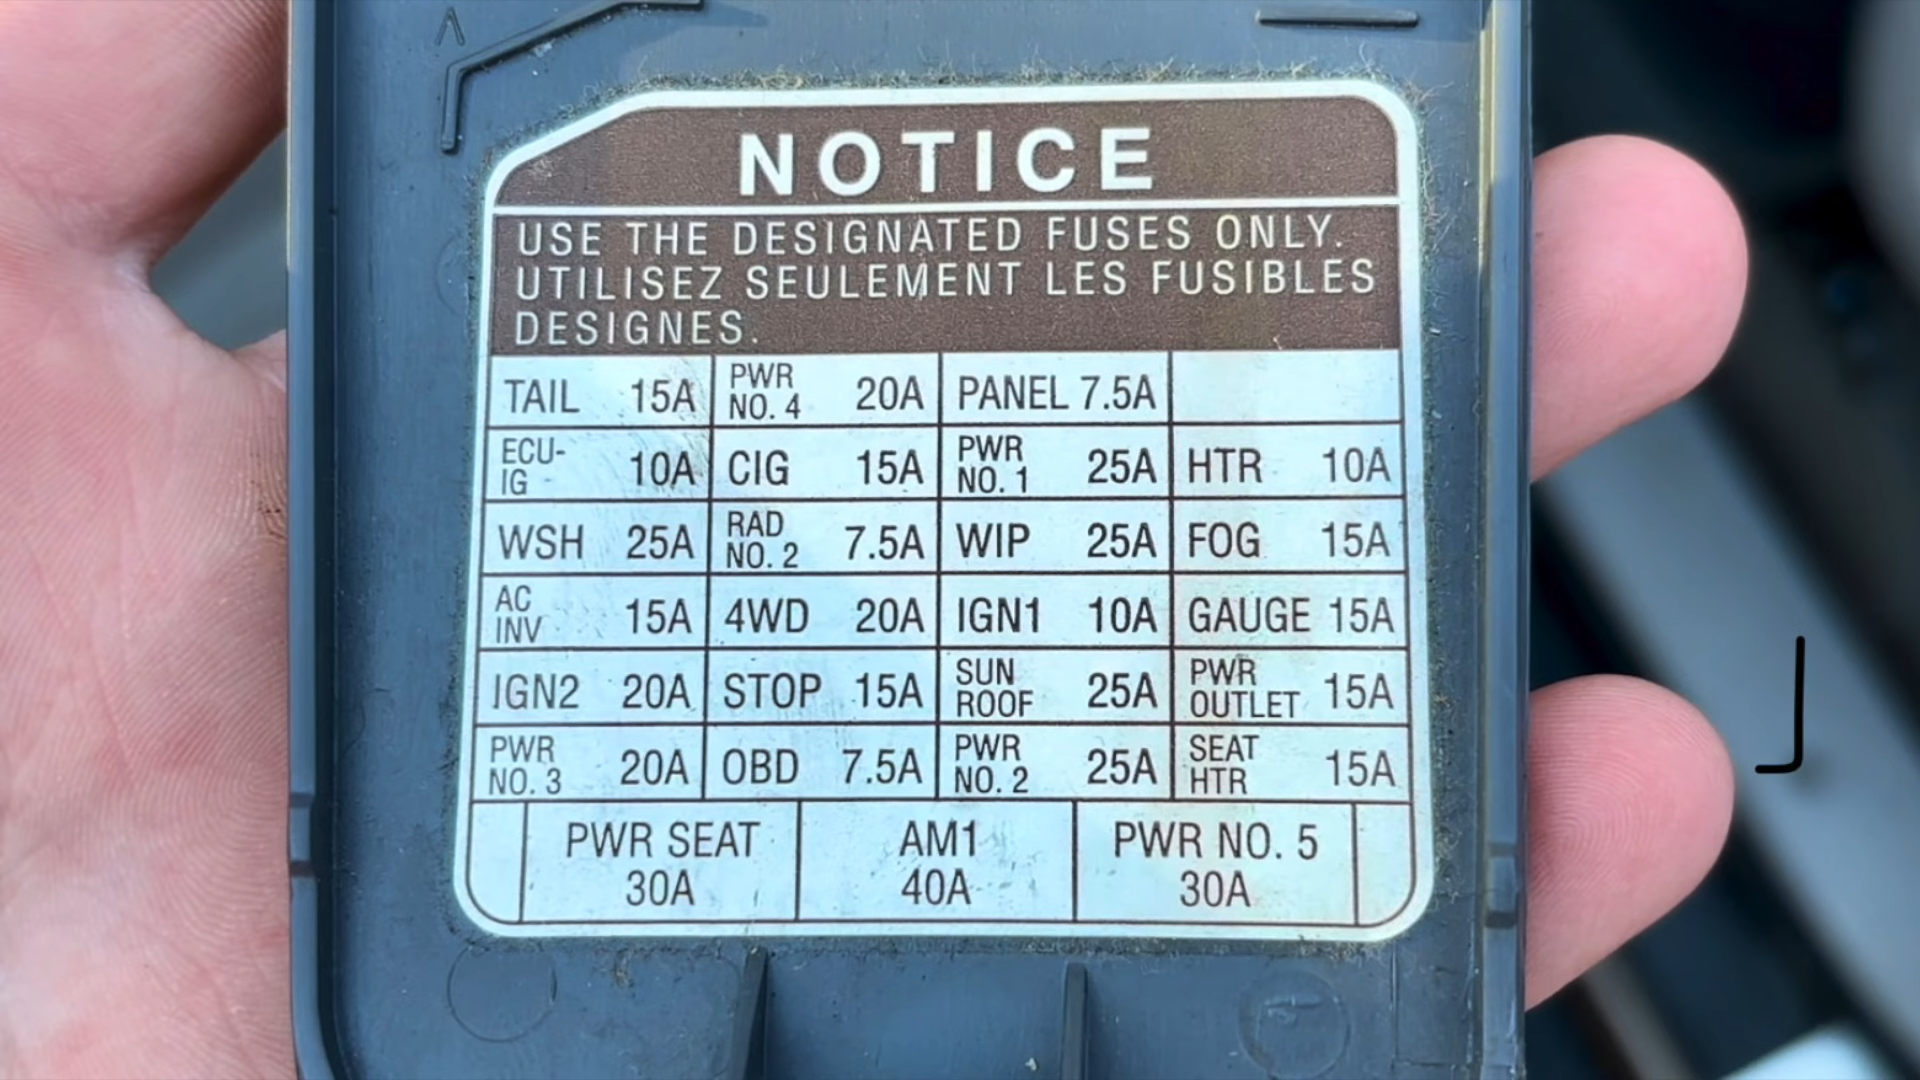 NOTICE
USE THE DESIGNATED FUSES ONLY.
UTILISEZ SEULEMENT LES FUSIBLES
DESIGNES.
TAIL 15A PWR NO. 4 20A PANEL 7.5A
ECU-IG 10A CIG 15A PWR NO. 1 25A HTR 10A
WSH 25A RAD NO. 2 7.5A WIP 25A FOG 15A
AC INV 15A 4WD 20A IGN1 10A GAUGE 15A
IGN2 20A STOP 15A SUN ROOF 25A PWR OUTLET 15A
PWR NO. 3 20A OBD 7.5A PWR NO. 2 25A SEAT HTR 15A
PWR SEAT AM1 PWR NO. 5
30A 40A 30A